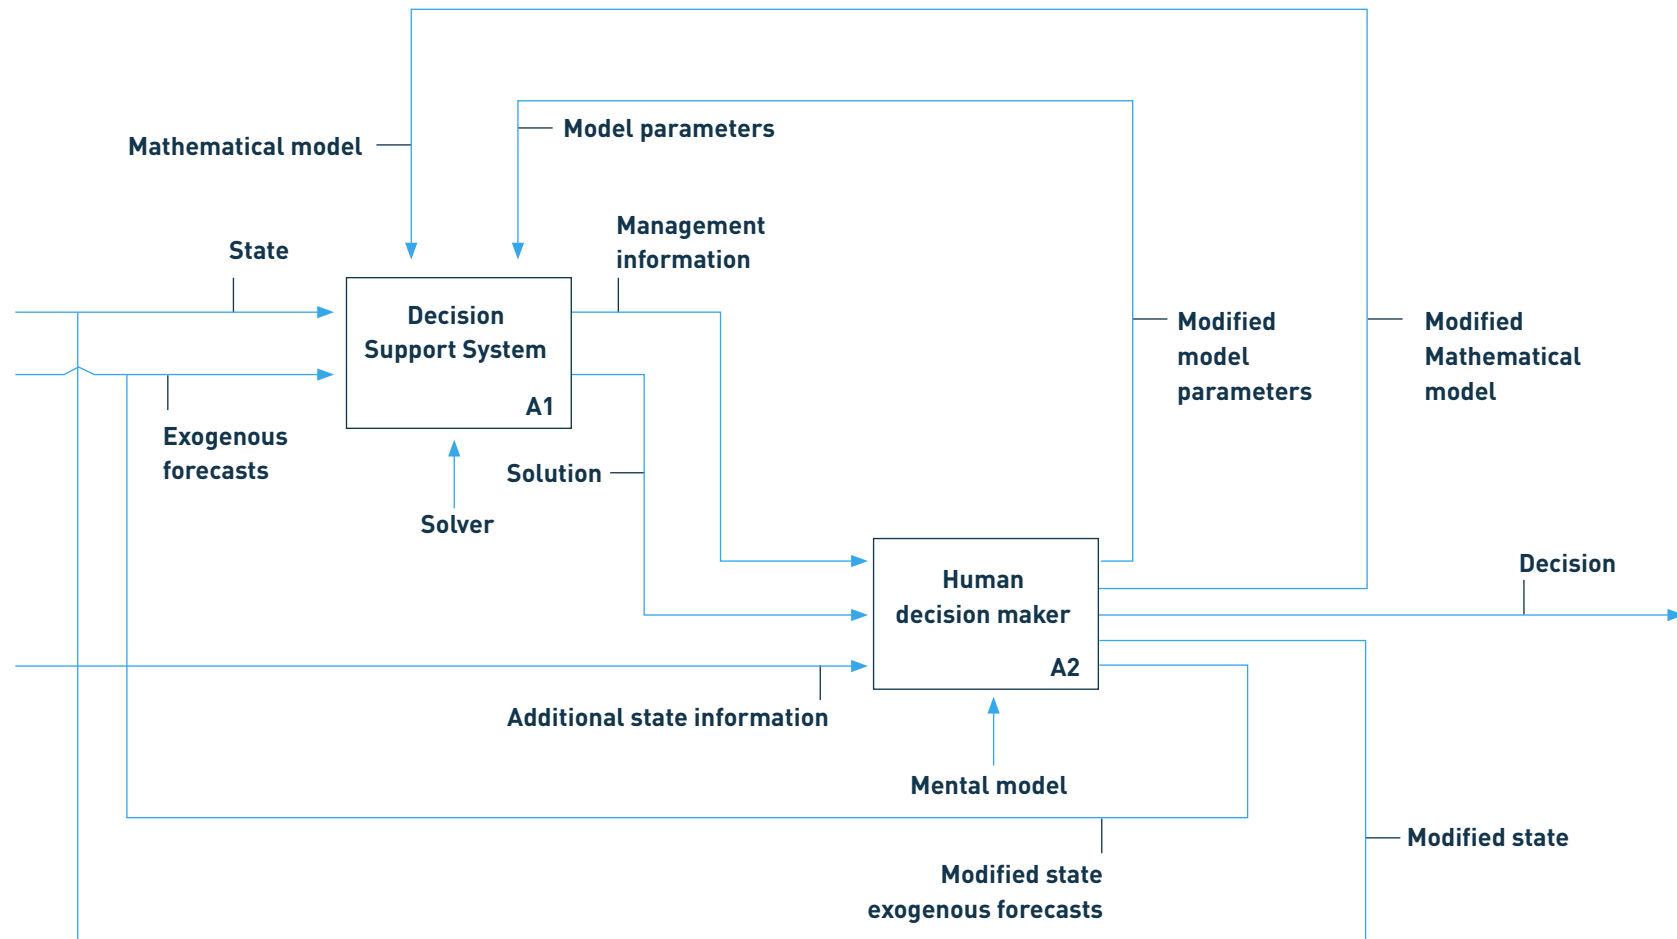 Mathematical model
Model parameters
State
Management
information
Decision
Support System
A1
Exogenous
forecasts
Solver
Solution
Modified
model
parameters
Modified
Mathematical
model
Human
decision maker
A2
Decision
Additional state information
Mental model
Modified state
exogenous forecasts
Modified state